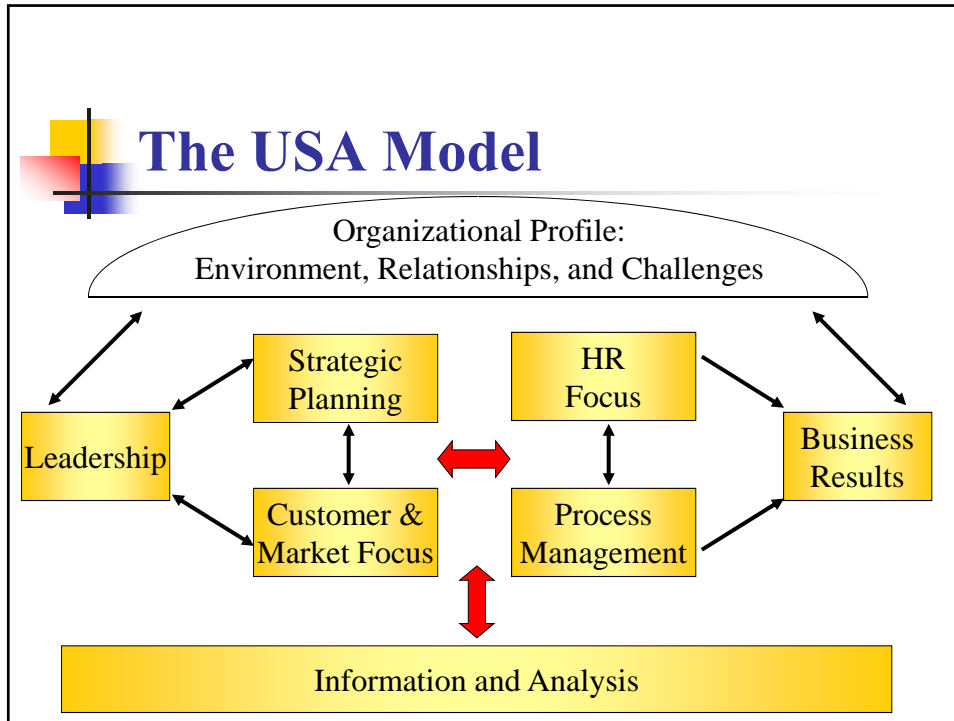 The USA Model
Organizational Profile:
Environment, Relationships, and Challenges
Strategic
Planning
HR
Focus
Leadership
Business
Results
Customer &
Market Focus
Process
Management
Information and Analysis